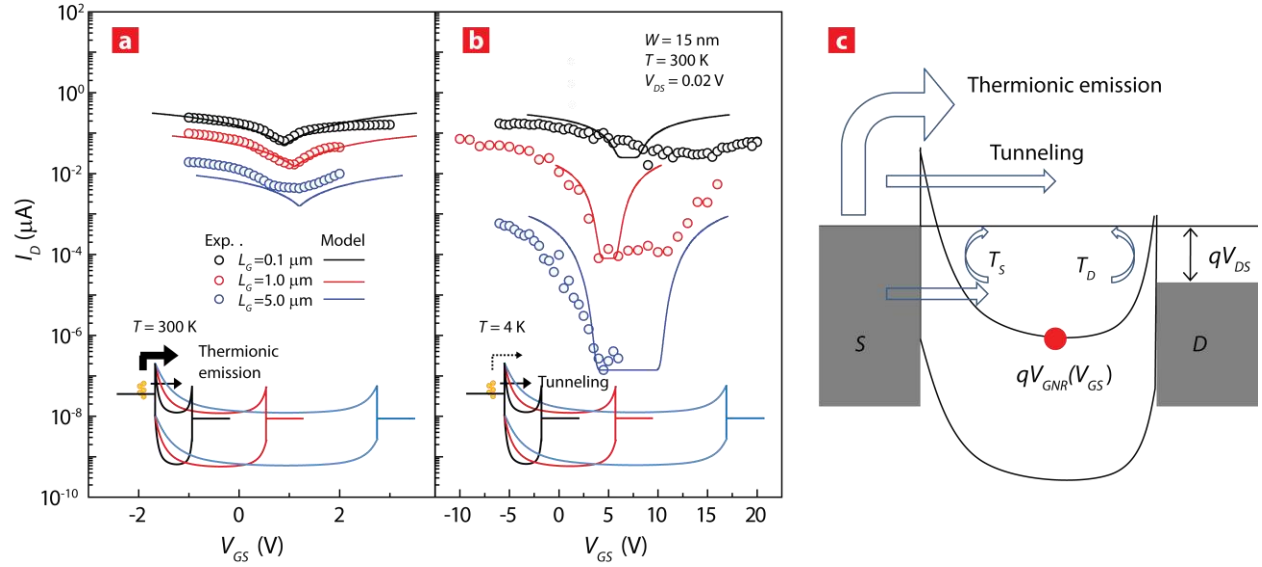 a
b
c
10²
10⁰
10⁻²
10⁻⁴
10⁻⁶
10⁻⁸
10⁻¹⁰
I_D (μA)
Exp. . Model
L_G=0.1 μm
L_G=1.0 μm
L_G=5.0 μm
T = 300 K
Thermionic
emission
-2 0 2
V_GS (V)
W = 15 nm
T = 300 K
V_DS = 0.02 V
T = 4 K
Tunneling
-10 -5 0 5 10 15 20
V_GS (V)
Thermionic emission
Tunneling
T_S
T_D
qV_DS
S
D
qV_GNR(V_GS)